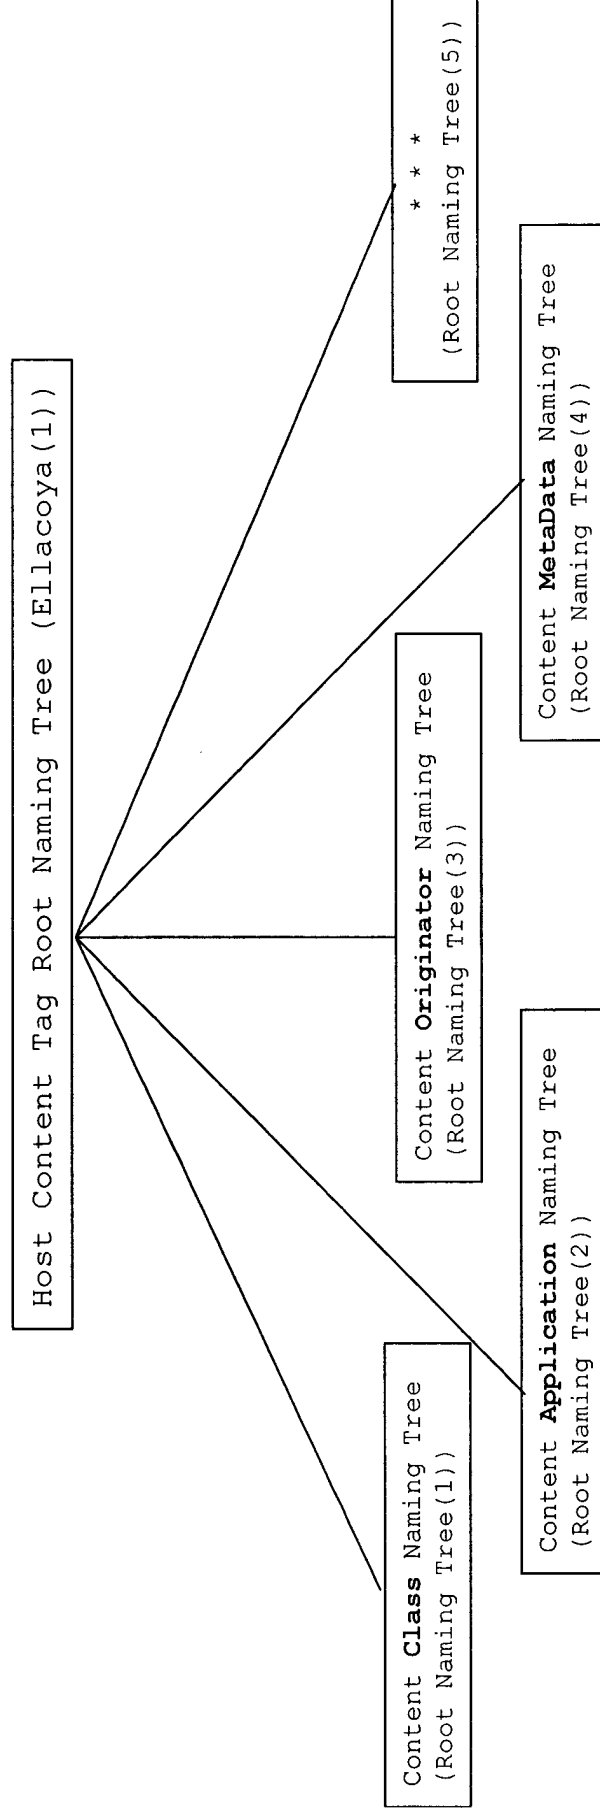 Host Content Tag Root Naming Tree (Ellacoya(1))
Content Class Naming Tree
(Root Naming Tree(1))
Content Application Naming Tree
(Root Naming Tree(2))
Content Originator Naming Tree
(Root Naming Tree(3))
Content MetaData Naming Tree
(Root Naming Tree(4))
* * *
(Root Naming Tree(5))